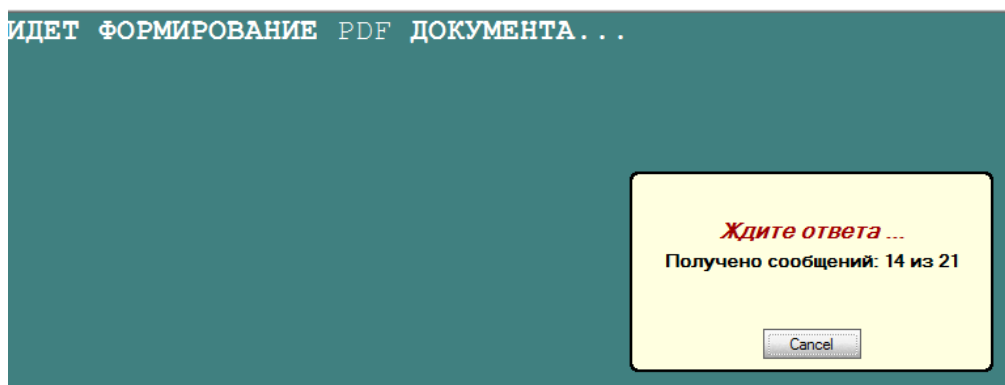 ИДЕТ ФОРМИРОВАНИЕ PDF ДОКУМЕНТА...
Ждите ответа ...
Получено сообщений: 14 из 21
Cancel